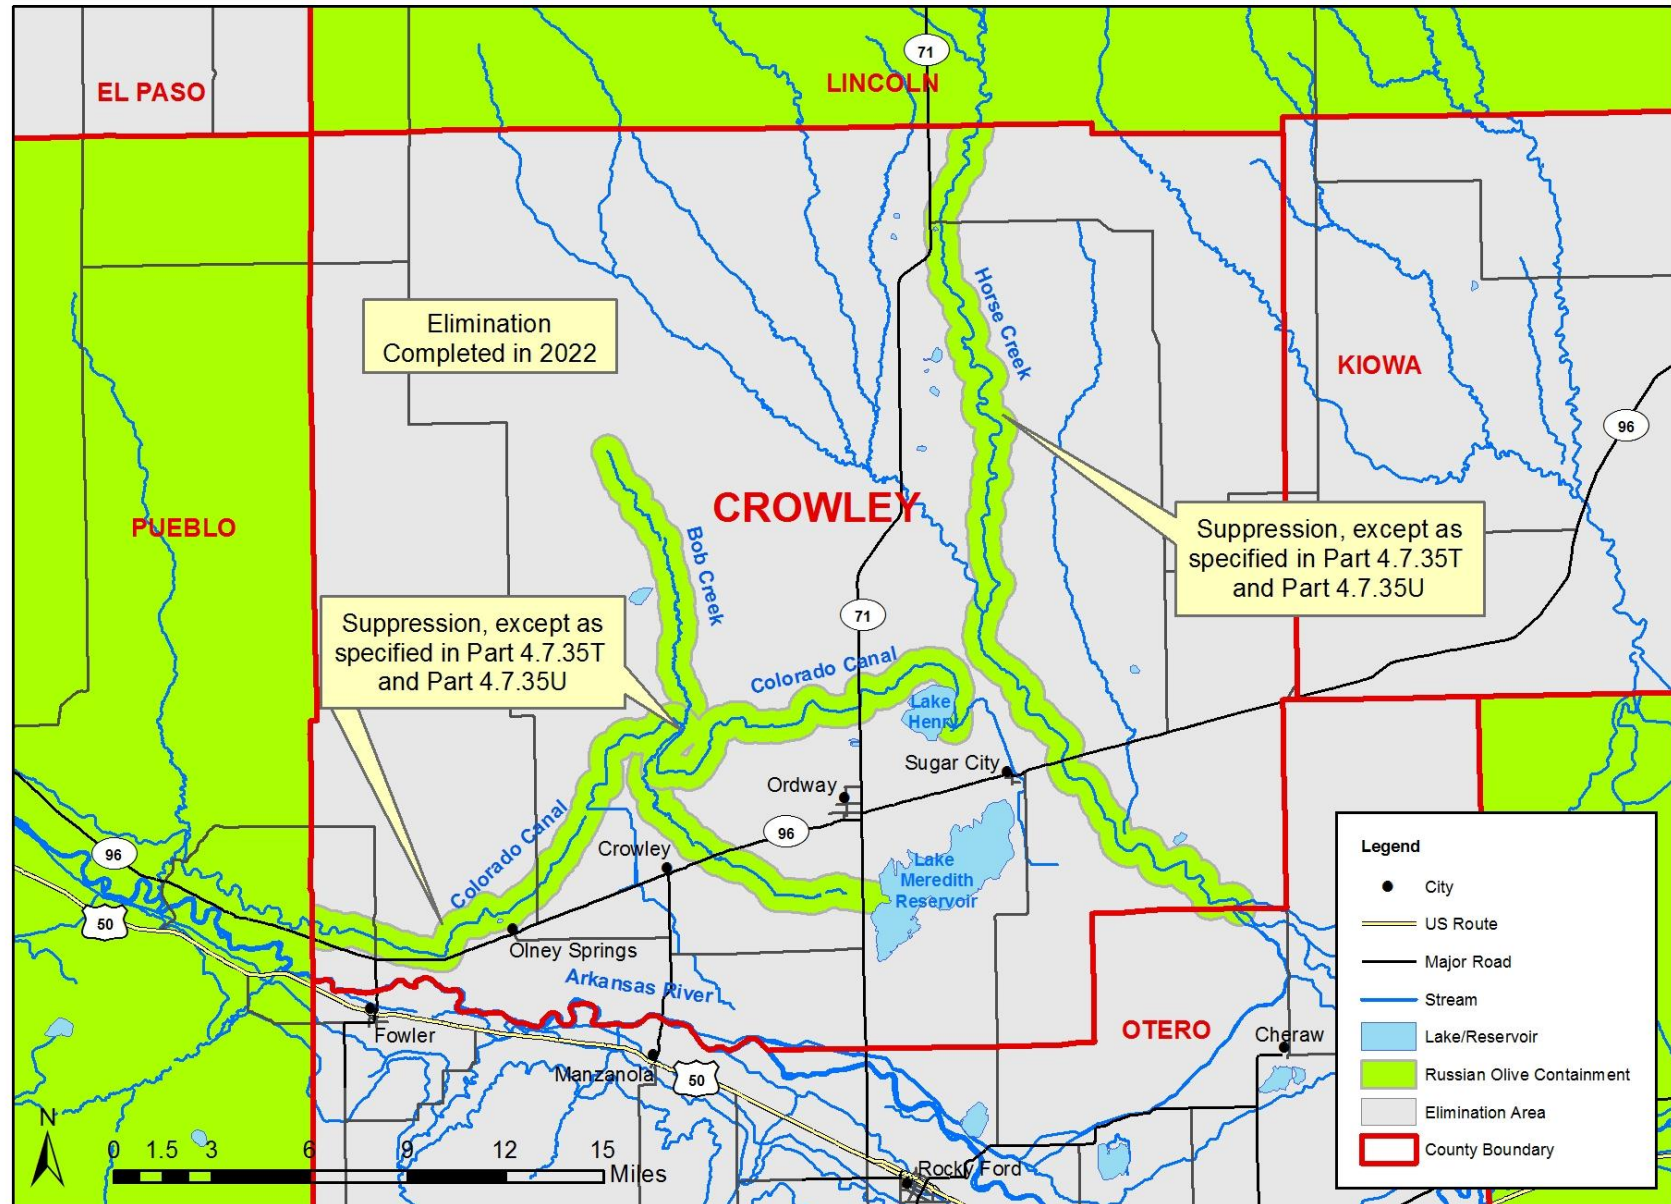 EL PASO
LINCOLN
71
Elimination
Completed in 2022
Horse Creek
KIOWA
96
CROWLEY
PUEBLO
Bob Creek
Suppression, except as
specified in Part 4.7.35T
and Part 4.7.35U
Suppression, except as
specified in Part 4.7.35T
and Part 4.7.35U
71
Colorado Canal
Lake
Henry
Sugar City
Ordway
96
Colorado Canal
Crowley
96
Lake
Meredith
Reservoir
50
Olney Springs
Arkansas River
Fowler
OTERO
Cheraw
Manzanola
50
Rocky Ford
N
0 1.5 3 6 9 12 15
Miles
Legend
City
US Route
Major Road
Stream
Lake/Reservoir
Russian Olive Containment
Elimination Area
County Boundary